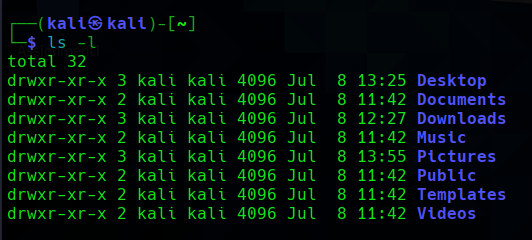 ┌──(kali㉿kali)-[~]
└─$ ls -l
total 32
drwxr-xr-x 3 kali kali 4096 Jul  8 13:25 Desktop
drwxr-xr-x 2 kali kali 4096 Jul  8 11:42 Documents
drwxr-xr-x 3 kali kali 4096 Jul  8 12:27 Downloads
drwxr-xr-x 2 kali kali 4096 Jul  8 11:42 Music
drwxr-xr-x 3 kali kali 4096 Jul  8 13:55 Pictures
drwxr-xr-x 2 kali kali 4096 Jul  8 11:42 Public
drwxr-xr-x 2 kali kali 4096 Jul  8 11:42 Templates
drwxr-xr-x 2 kali kali 4096 Jul  8 11:42 Videos